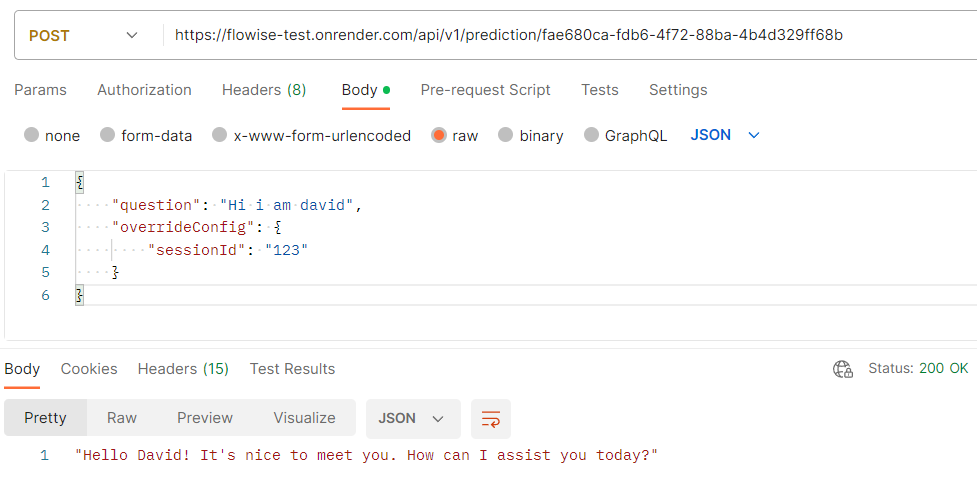 POST https://flowise-test.onrender.com/api/v1/prediction/fae680ca-fdb6-4f72-88ba-4b4d329ff68b
Params Authorization Headers (8) Body Pre-request Script Tests Settings
none form-data x-www-form-urlencoded raw binary GraphQL JSON
1 {
2 "question": "Hi i am david",
3 "overrideConfig": {
4 "sessionId": "123"
5 }
6 }
Body Cookies Headers (15) Test Results Status: 200 OK
Pretty Raw Preview Visualize JSON
1 "Hello David! It's nice to meet you. How can I assist you today?"